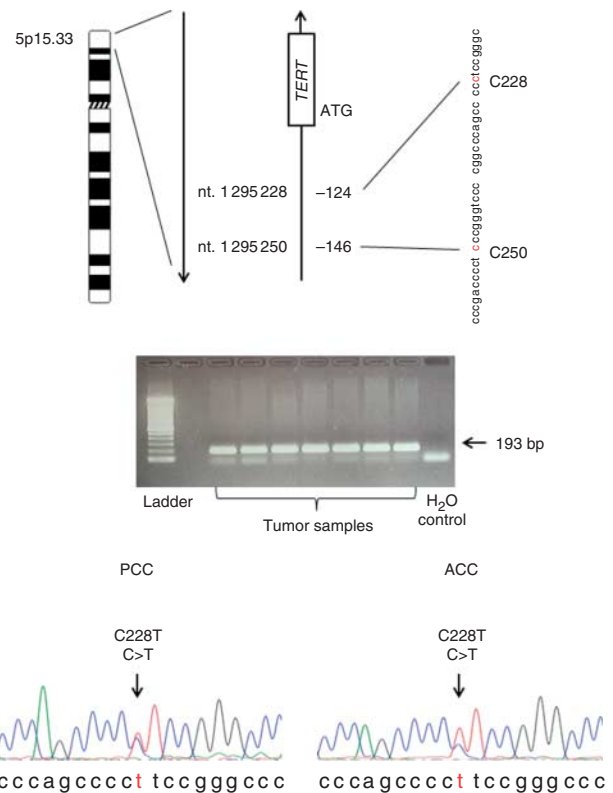 5p15.33
TERT
ATG
nt. 1 295 228
−124
nt. 1 295 250
−146
cccgacccct c ccgggtccc cggcccagcc ccctccgggc
C228
C250
193 bp
Ladder
Tumor samples
H₂O
control
PCC
ACC
C228T
C>T
C228T
C>T
cccagcccct tccgggccc
cccagcccct tccgggccc